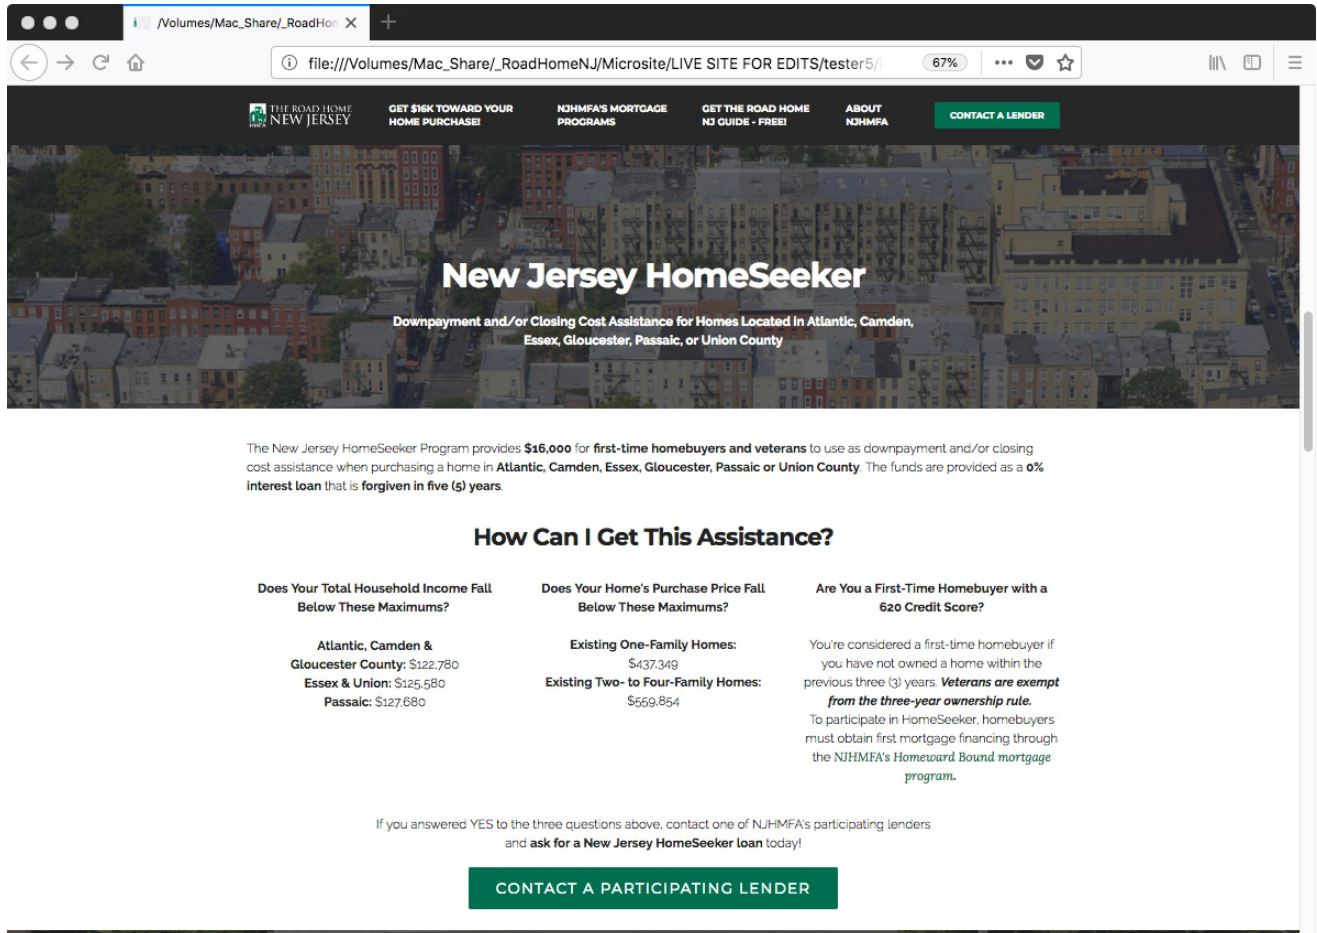 /Volumes/Mac_Share/_RoadHom
file:///Volumes/Mac_Share/_RoadHomeNJ/Microsite/LIVE SITE FOR EDITS/tester5/i
67%
HMFA
THE ROAD HOME
NEW JERSEY
GET $16K TOWARD YOUR
HOME PURCHASE!
NJHMFA'S MORTGAGE
PROGRAMS
GET THE ROAD HOME
NJ GUIDE - FREE!
ABOUT
NJHMFA
CONTACT A LENDER
New Jersey HomeSeeker
Downpayment and/or Closing Cost Assistance for Homes Located in Atlantic, Camden,
Essex, Gloucester, Passaic, or Union County
The New Jersey HomeSeeker Program provides $16,000 for first-time homebuyers and veterans to use as downpayment and/or closing
cost assistance when purchasing a home in Atlantic, Camden, Essex, Gloucester, Passaic or Union County. The funds are provided as a 0%
interest loan that is forgiven in five (5) years.
How Can I Get This Assistance?
Does Your Total Household Income Fall
Below These Maximums?
Atlantic, Camden &
Gloucester County: $122,780
Essex & Union: $125,580
Passaic: $127,680
Does Your Home's Purchase Price Fall
Below These Maximums?
Existing One-Family Homes:
$437,349
Existing Two- to Four-Family Homes:
$559,854
Are You a First-Time Homebuyer with a
620 Credit Score?
You're considered a first-time homebuyer if
you have not owned a home within the
previous three (3) years. Veterans are exempt
from the three-year ownership rule.
To participate in HomeSeeker, homebuyers
must obtain first mortgage financing through
the NJHMFA's Homeward Bound mortgage
program.
If you answered YES to the three questions above, contact one of NJHMFA's participating lenders
and ask for a New Jersey HomeSeeker loan today!
CONTACT A PARTICIPATING LENDER